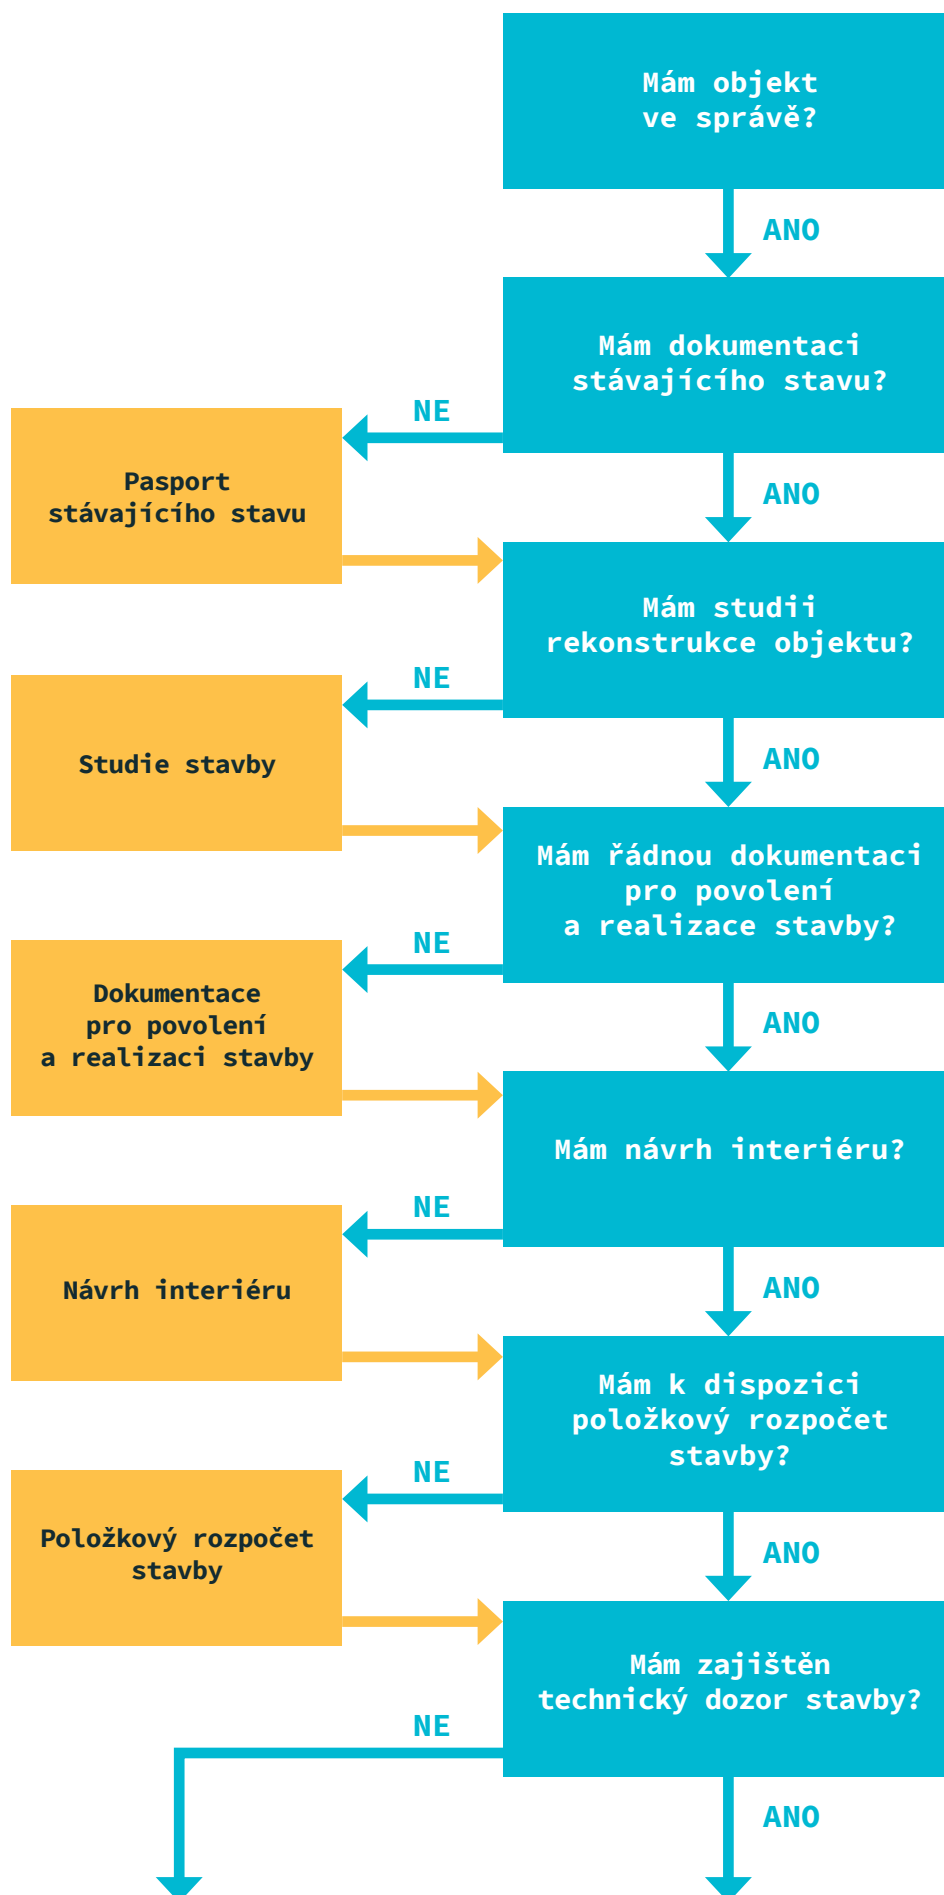 Mám objekt
ve správě?
ANO
Mám dokumentaci
stávajícího stavu?
NE
ANO
Pasport
stávajícího stavu
Mám studii
rekonstrukce objektu?
NE
ANO
Studie stavby
Mám řádnou dokumentaci
pro povolení
a realizace stavby?
NE
ANO
Dokumentace
pro povolení
a realizaci stavby
Mám návrh interiéru?
NE
ANO
Návrh interiéru
Mám k dispozici
položkový rozpočet
stavby?
NE
ANO
Položkový rozpočet
stavby
Mám zajištěn
technický dozor stavby?
NE
ANO